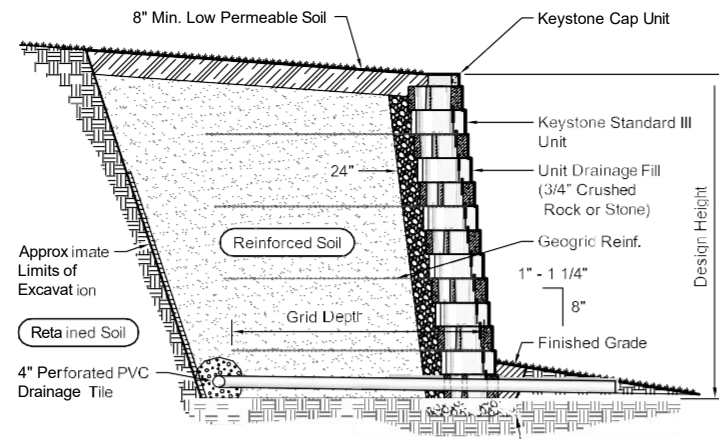 8" Min. Low Permeable Soil
Keystone Cap Unit
Keystone Standard III
Unit
24"
Unit Drainage Fill
(3/4" Crushed
Rock or Stone)
Design Height
Reinforced Soil
Geogrid Reinf.
Approximate
Limits of
Excavation
1" - 1 1/4"
8"
Grid Depth
Retained Soil
Finished Grade
4" Perforated PVC
Drainage Tile